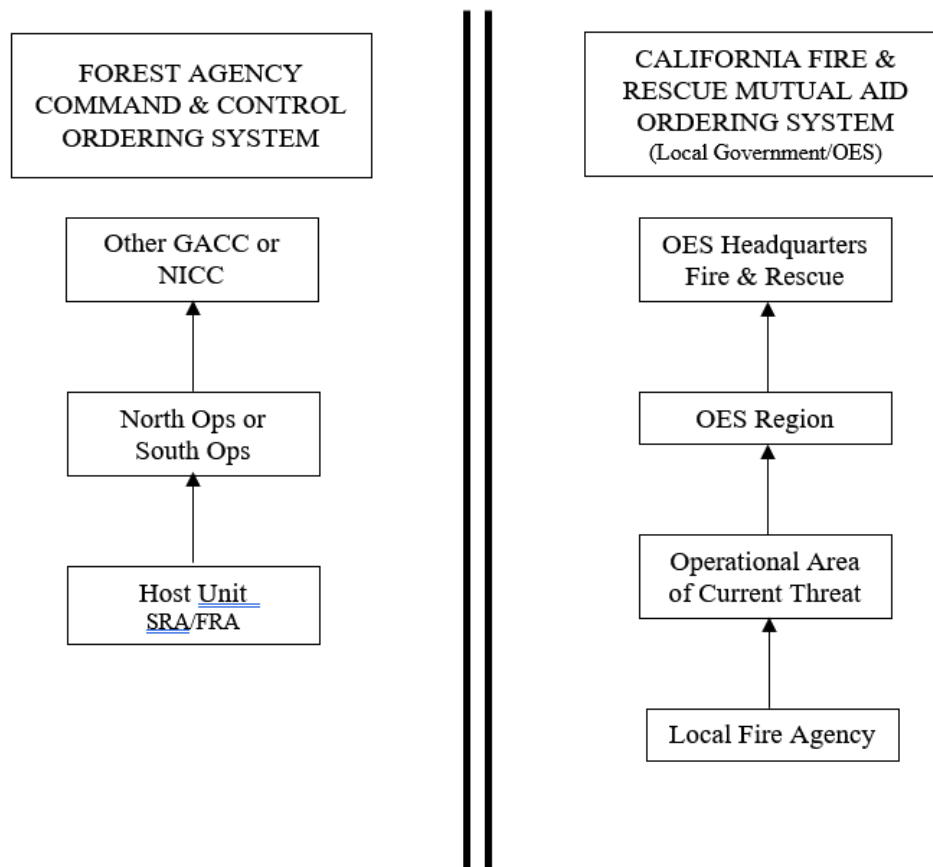 FOREST AGENCY
COMMAND & CONTROL
ORDERING SYSTEM
Other GACC or
NICC
North Ops or
South Ops
Host Unit
SRA/FRA
CALIFORNIA FIRE &
RESCUE MUTUAL AID
ORDERING SYSTEM
(Local Government/OES)
OES Headquarters
Fire & Rescue
OES Region
Operational Area
of Current Threat
Local Fire Agency